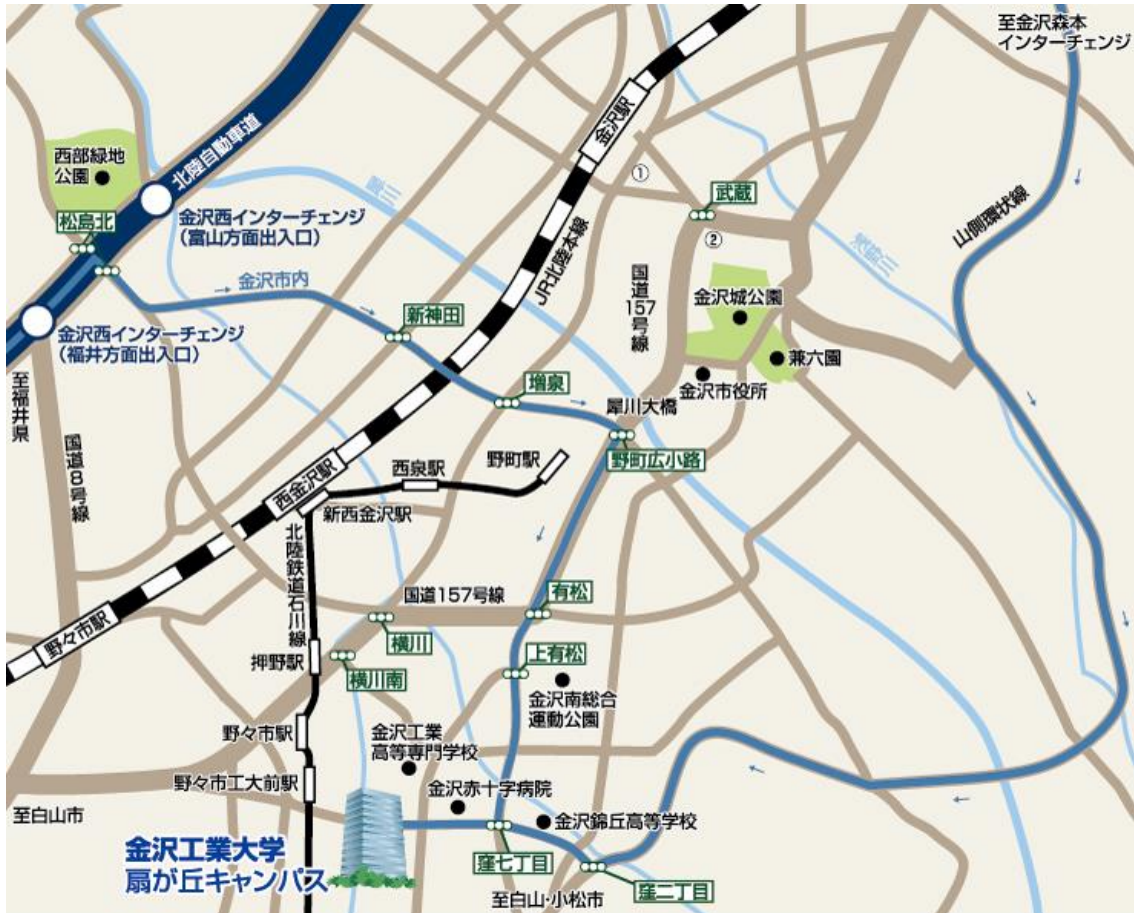 至金沢森本
インターチェンジ
北陸自動車道
西部緑地
公園
金沢駅
①
武蔵
金沢西インターチェンジ
(富山方面出入口)
松島北
②
山側環状線
JR北陸本線
金沢市内
国道157号線
金沢城公園
新神田
金沢西インターチェンジ
(福井方面出入口)
兼六園
至福井県
増泉
金沢市役所
犀川大橋
国道8号線
西金沢駅
西泉駅
野町駅
野町広小路
新西金沢駅
北陸鉄道石川線
国道157号線
有松
野々市駅
横川
押野駅
横川南
上有松
金沢南総合
運動公園
野々市駅
金沢工業
高等専門学校
野々市工大前駅
金沢赤十字病院
至白山市
金沢錦丘高等学校
金沢工業大学
扇が丘キャンパス
窪七丁目
窪二丁目
至白山・小松市